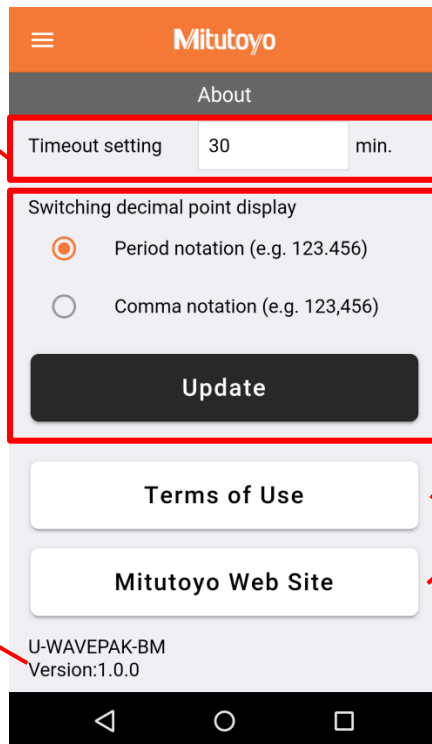 Mitutoyo
About
Timeout setting 30 min.
Switching decimal point display
Period notation (e.g. 123.456)
Comma notation (e.g. 123,456)
Update
Terms of Use
Mitutoyo Web Site
U-WAVEPAK-BM
Version:1.0.0